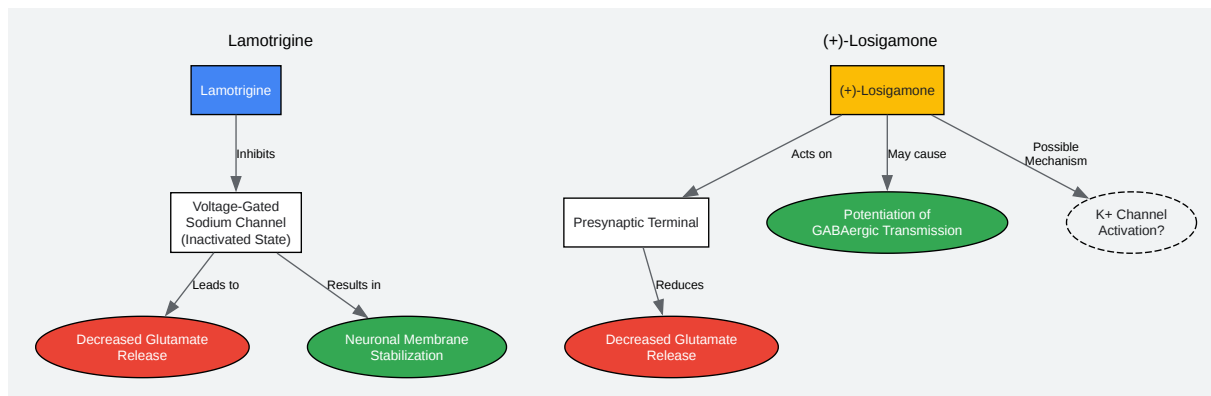 Lamotrigine
Lamotrigine
Inhibits
Voltage-Gated
Sodium Channel
(Inactivated State)
Leads to
Results in
Decreased Glutamate
Release
Neuronal Membrane
Stabilization
(+)-Losigamone
(+)-Losigamone
Acts on
May cause
Possible
Mechanism
Presynaptic Terminal
Potentiation of
GABAergic Transmission
K+ Channel
Activation?
Reduces
Decreased Glutamate
Release